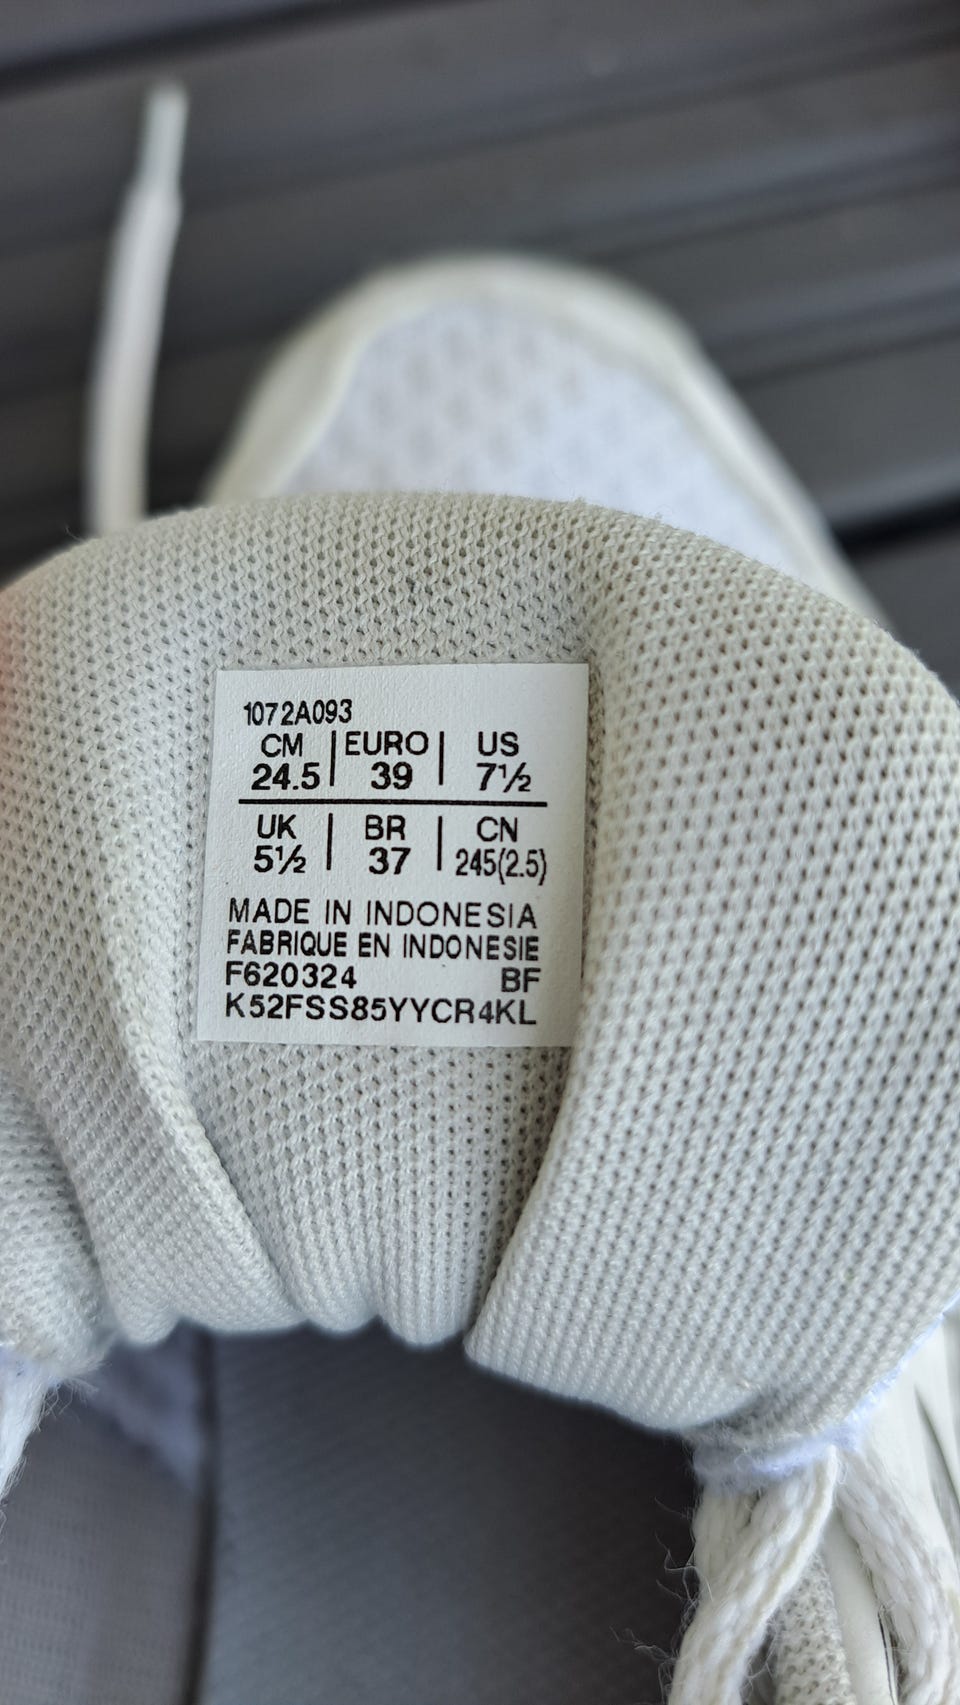 1072A093
CM | EURO | US
24.5 | 39 | 7½
UK | BR | CN
5½ | 37 | 245(2.5)
MADE IN INDONESIA
FABRIQUE EN INDONESIE
F620324 BF
K52FSS85YYCR4KL